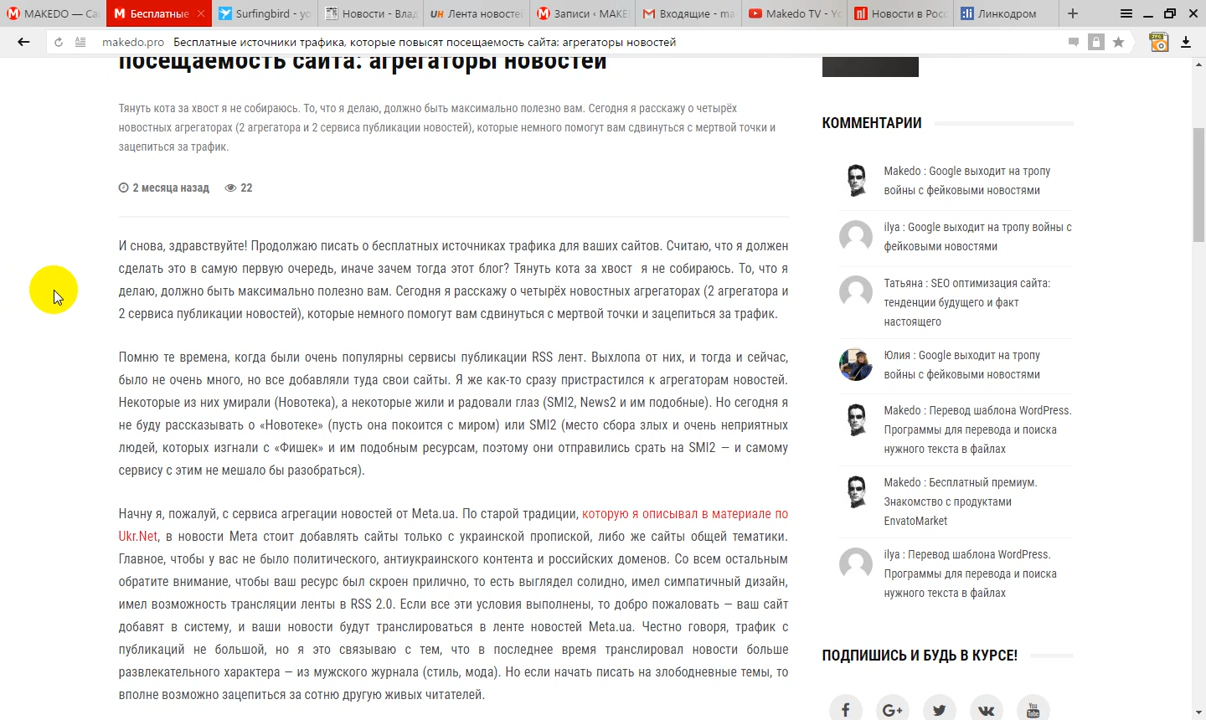 MAKEDO — Са
Бесплатные
Surfingbird - yo
Новости - Влад
Лента новостей
Записи ‹ MAKE
Входящие - ma
Makedo TV - Yo
Новости в Росс
Линкодром
makedo.pro Бесплатные источники трафика, которые повысят посещаемость сайта: агрегаторы новостей
посещаемость сайта: агрегаторы новостей
Тянуть кота за хвост я не собираюсь. То, что я делаю, должно быть максимально полезно вам. Сегодня я расскажу о четырёх
новостных агрегаторах (2 агрегатора и 2 сервиса публикации новостей), которые немного помогут вам сдвинуться с мертвой точки и
зацепиться за трафик.
2 месяца назад 22
И снова, здравствуйте! Продолжаю писать о бесплатных источниках трафика для ваших сайтов. Считаю, что я должен
сделать это в самую первую очередь, иначе зачем тогда этот блог? Тянуть кота за хвост я не собираюсь. То, что я
делаю, должно быть максимально полезно вам. Сегодня я расскажу о четырёх новостных агрегаторах (2 агрегатора и
2 сервиса публикации новостей), которые немного помогут вам сдвинуться с мертвой точки и зацепиться за трафик.
Помню те времена, когда были очень популярны сервисы публикации RSS лент. Выхлопа от них, и тогда и сейчас,
было не очень много, но все добавляли туда свои сайты. Я же как-то сразу пристрастился к агрегаторам новостей.
Некоторые из них умирали (Новотека), а некоторые жили и радовали глаз (SMI2, News2 и им подобные). Но сегодня я
не буду рассказывать о «Новотеке» (пусть она покоится с миром) или SMI2 (место сбора злых и очень неприятных
людей, которых изгнали с «Фишек» и им подобным ресурсам, поэтому они отправились срать на SMI2 — и самому
сервису с этим не мешало бы разобраться).
Начну я, пожалуй, с сервиса агрегации новостей от Meta.ua. По старой традиции, которую я описывал в материале по
Ukr.Net, в новости Мета стоит добавлять сайты только с украинской пропиской, либо же сайты общей тематики.
Главное, чтобы у вас не было политического, антиукраинского контента и российских доменов. Со всем остальным
обратите внимание, чтобы ваш ресурс был скроен прилично, то есть выглядел солидно, имел симпатичный дизайн,
имел возможность трансляции ленты в RSS 2.0. Если все эти условия выполнены, то добро пожаловать — ваш сайт
добавят в систему, и ваши новости будут транслироваться в ленте новостей Meta.ua. Честно говоря, трафик с
публикаций не большой, но я это связываю с тем, что в последнее время транслировал новости больше
развлекательного характера — из мужского журнала (стиль, мода). Но если начать писать на злободневные темы, то
вполне возможно зацепиться за сотню другую живых читателей.
КОММЕНТАРИИ
Makedo : Google выходит на тропу
войны с фейковыми новостями
ilya : Google выходит на тропу войны с
фейковыми новостями
Татьяна : SEO оптимизация сайта:
тенденции будущего и факт
настоящего
Юлия : Google выходит на тропу
войны с фейковыми новостями
Makedo : Перевод шаблона WordPress.
Программы для перевода и поиска
нужного текста в файлах
Makedo : Бесплатный премиум.
Знакомство с продуктами
EnvatoMarket
ilya : Перевод шаблона WordPress.
Программы для перевода и поиска
нужного текста в файлах
ПОДПИШИСЬ И БУДЬ В КУРСЕ!